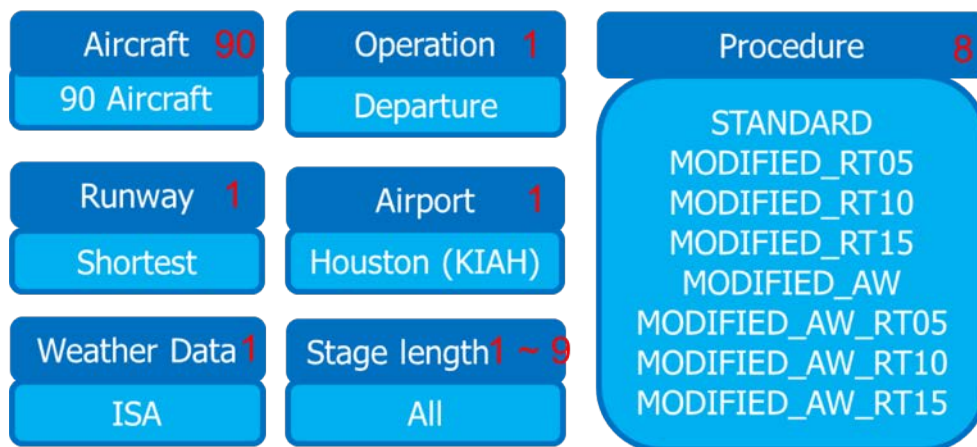 Aircraft 90
90 Aircraft
Operation 1
Departure
Procedure 8
STANDARD
MODIFIED_RT05
MODIFIED_RT10
MODIFIED_RT15
MODIFIED_AW
MODIFIED_AW_RT05
MODIFIED_AW_RT10
MODIFIED_AW_RT15
Runway 1
Shortest
Airport 1
Houston (KIAH)
Weather Data 1
ISA
Stage length 1 ~ 9
All